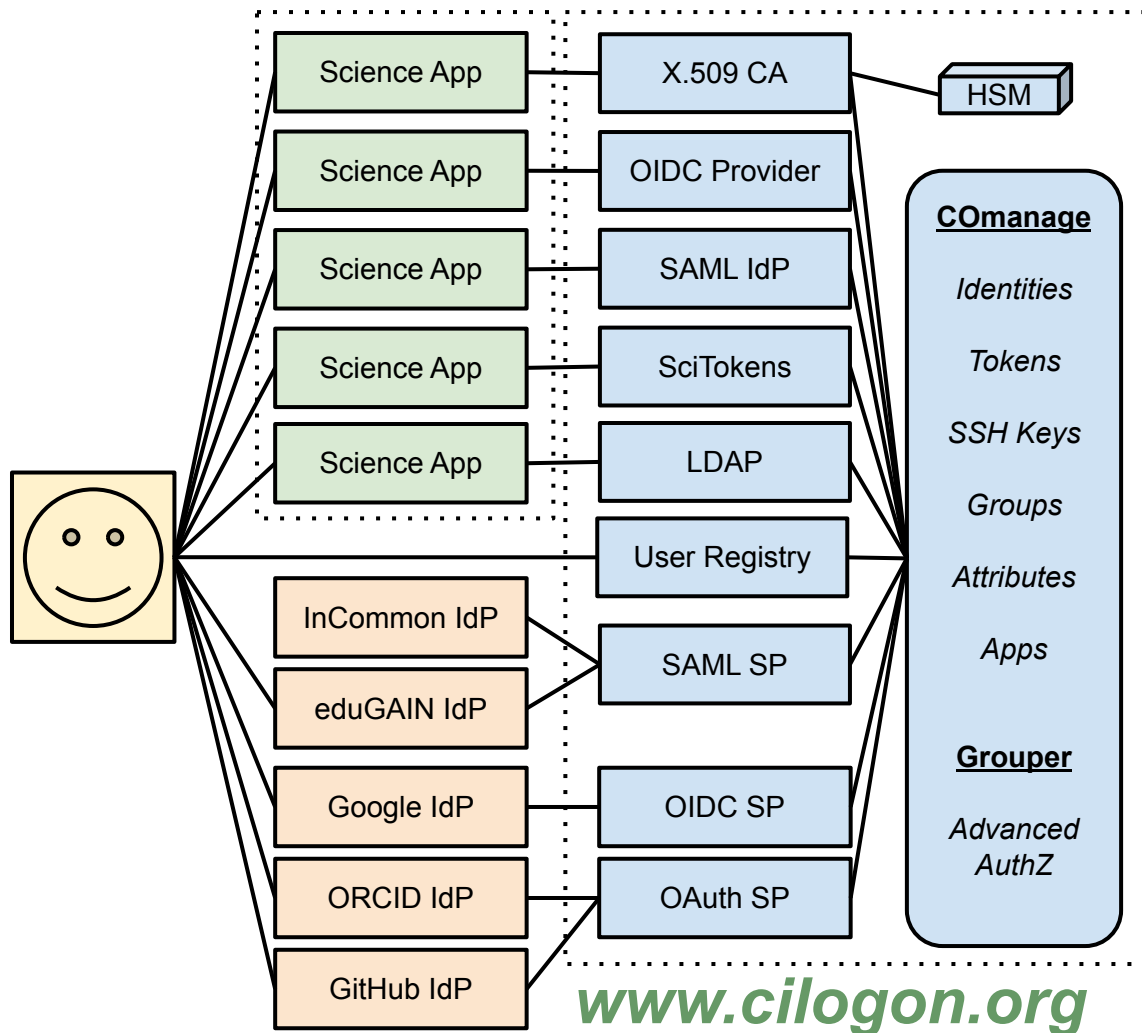 Science App
X.509 CA
HSM
Science App
OIDC Provider
Science App
SAML IdP
Science App
SciTokens
Science App
LDAP
User Registry
InCommon IdP
eduGAIN IdP
SAML SP
Google IdP
OIDC SP
ORCID IdP
OAuth SP
GitHub IdP
COmanage
Identities
Tokens
SSH Keys
Groups
Attributes
Apps
Grouper
Advanced
AuthZ
www.cilogon.org